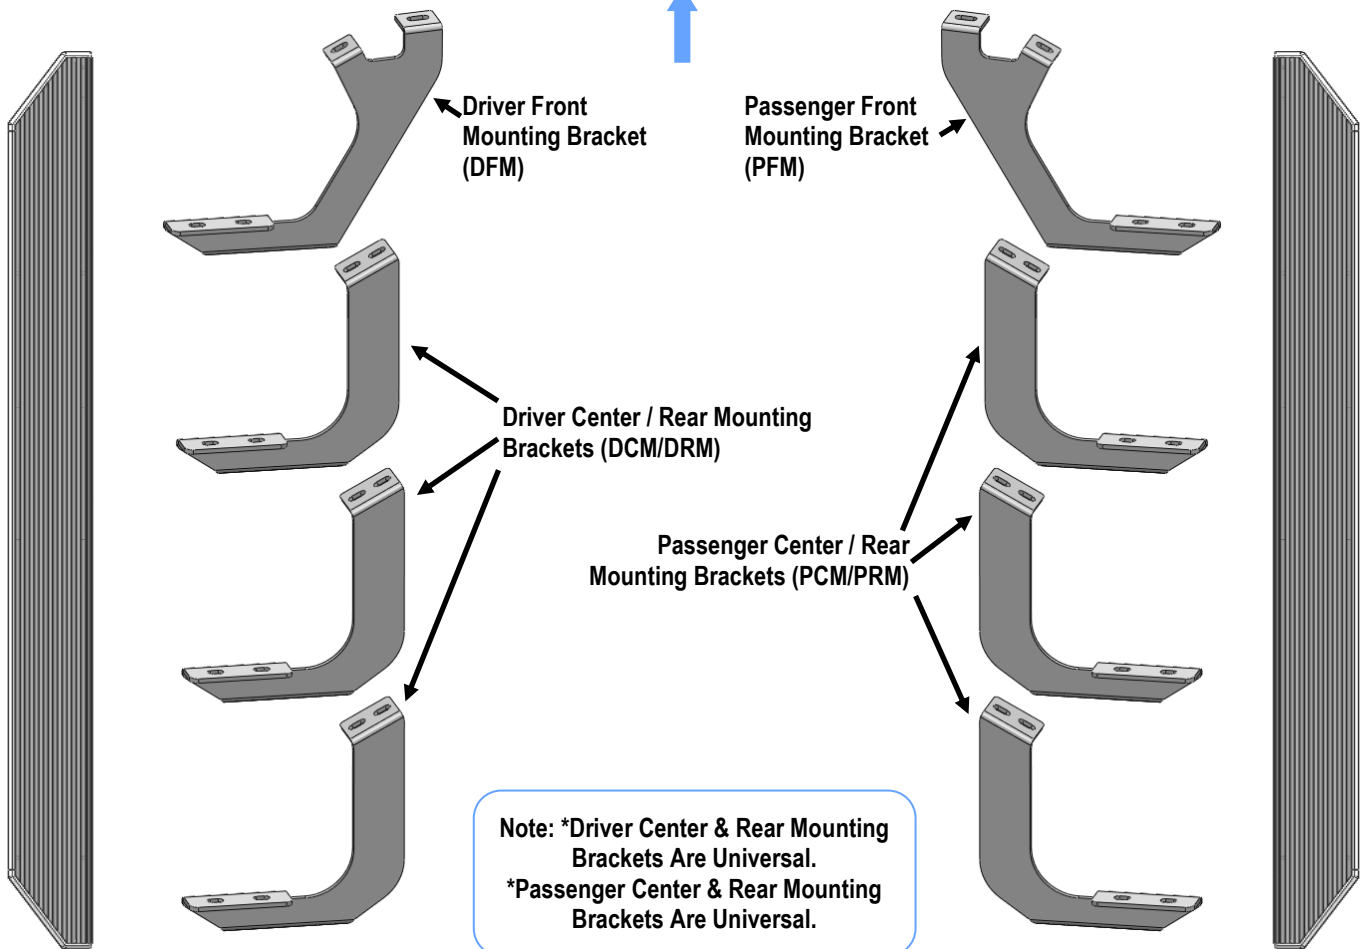 Driver Front
Mounting Bracket
(DFM)
Passenger Front
Mounting Bracket
(PFM)
Driver Center / Rear Mounting
Brackets (DCM/DRM)
Passenger Center / Rear
Mounting Brackets (PCM/PRM)
Note: *Driver Center & Rear Mounting
Brackets Are Universal.
*Passenger Center & Rear Mounting
Brackets Are Universal.